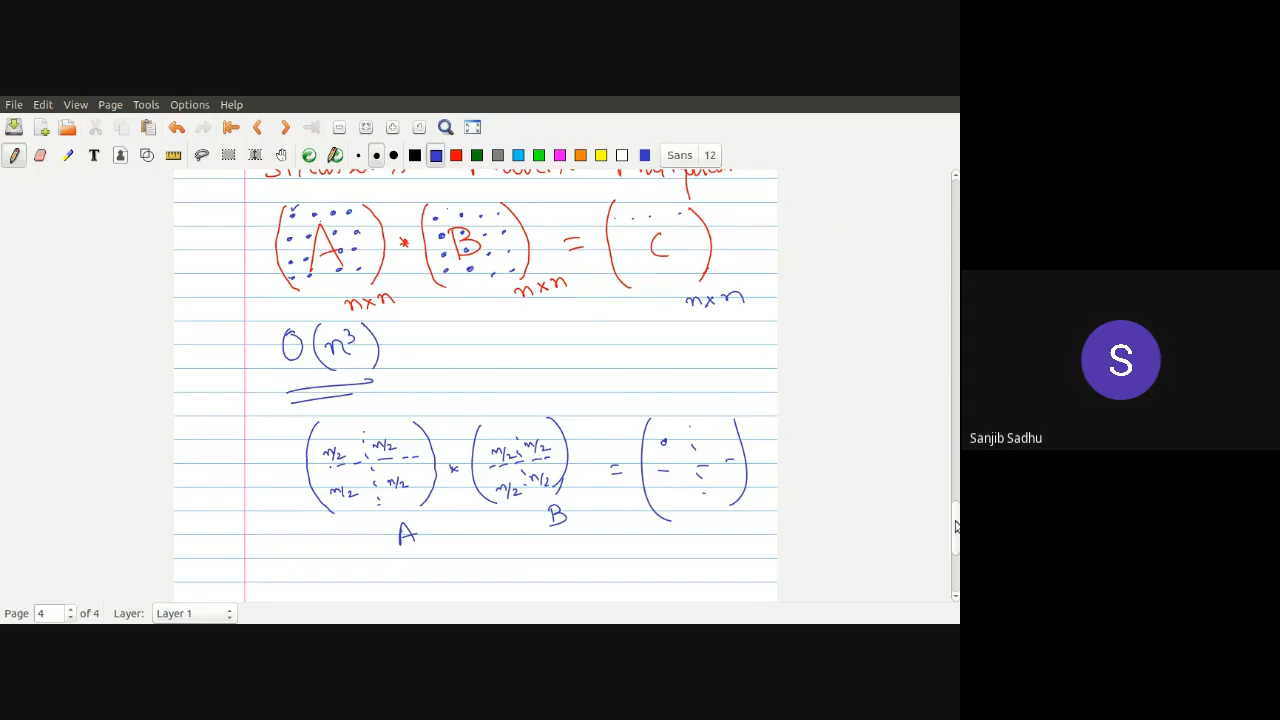 File Edit View Page Tools Options Help
Sans 12
A * B = C
n×n n×n n×n
O(n³)
n/2 n/2 n/2 n/2
* =
n/2 n/2 n/2 n/2
A B
S
Sanjib Sadhu
Page 4 of 4 Layer: Layer 1